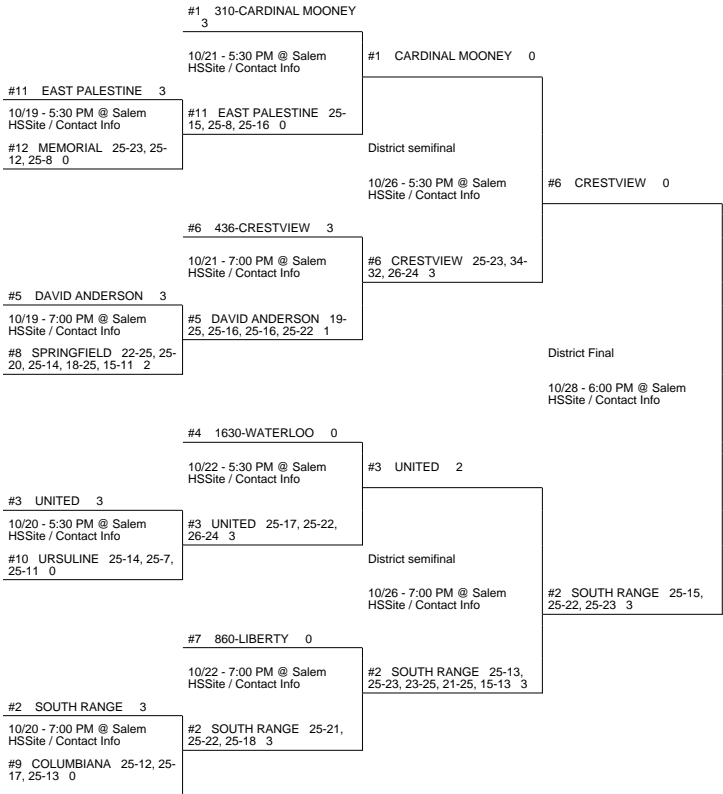 #1 310-CARDINAL MOONEY
3
10/21 - 5:30 PM @ Salem
HSSite / Contact Info
#1 CARDINAL MOONEY 0
#11 EAST PALESTINE 3
10/19 - 5:30 PM @ Salem
HSSite / Contact Info
#11 EAST PALESTINE 25-
15, 25-8, 25-16 0
#12 MEMORIAL 25-23, 25-
12, 25-8 0
District semifinal
10/26 - 5:30 PM @ Salem
HSSite / Contact Info
#6 CRESTVIEW 0
#6 436-CRESTVIEW 3
10/21 - 7:00 PM @ Salem
HSSite / Contact Info
#6 CRESTVIEW 25-23, 34-
32, 26-24 3
#5 DAVID ANDERSON 3
10/19 - 7:00 PM @ Salem
HSSite / Contact Info
#5 DAVID ANDERSON 19-
25, 25-16, 25-16, 25-22 1
#8 SPRINGFIELD 22-25, 25-
20, 25-14, 18-25, 15-11 2
District Final
10/28 - 6:00 PM @ Salem
HSSite / Contact Info
#4 1630-WATERLOO 0
10/22 - 5:30 PM @ Salem
HSSite / Contact Info
#3 UNITED 2
#3 UNITED 3
10/20 - 5:30 PM @ Salem
HSSite / Contact Info
#3 UNITED 25-17, 25-22,
26-24 3
#10 URSULINE 25-14, 25-7,
25-11 0
District semifinal
10/26 - 7:00 PM @ Salem
HSSite / Contact Info
#2 SOUTH RANGE 25-15,
25-22, 25-23 3
#7 860-LIBERTY 0
10/22 - 7:00 PM @ Salem
HSSite / Contact Info
#2 SOUTH RANGE 25-13,
25-23, 23-25, 21-25, 15-13 3
#2 SOUTH RANGE 3
10/20 - 7:00 PM @ Salem
HSSite / Contact Info
#2 SOUTH RANGE 25-21,
25-22, 25-18 3
#9 COLUMBIANA 25-12, 25-
17, 25-13 0